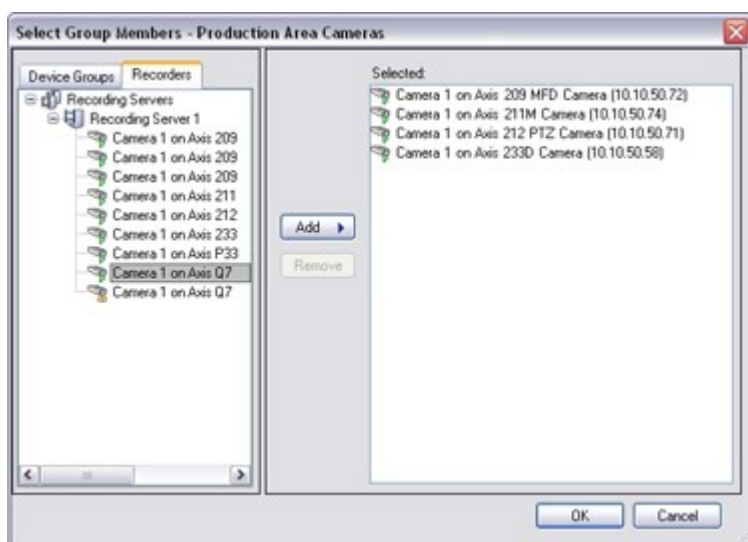 Select Group Members - Production Area Cameras
Device Groups
Recorders
Recording Servers
Recording Server 1
Camera 1 on Axis 209
Camera 1 on Axis 209
Camera 1 on Axis 209
Camera 1 on Axis 211
Camera 1 on Axis 212
Camera 1 on Axis 233
Camera 1 on Axis P33
Camera 1 on Axis Q7
Camera 1 on Axis Q7
Add
Remove
Selected:
Camera 1 on Axis 209 MFD Camera (10.10.50.72)
Camera 1 on Axis 211M Camera (10.10.50.74)
Camera 1 on Axis 212 PTZ Camera (10.10.50.71)
Camera 1 on Axis 233D Camera (10.10.50.58)
OK
Cancel